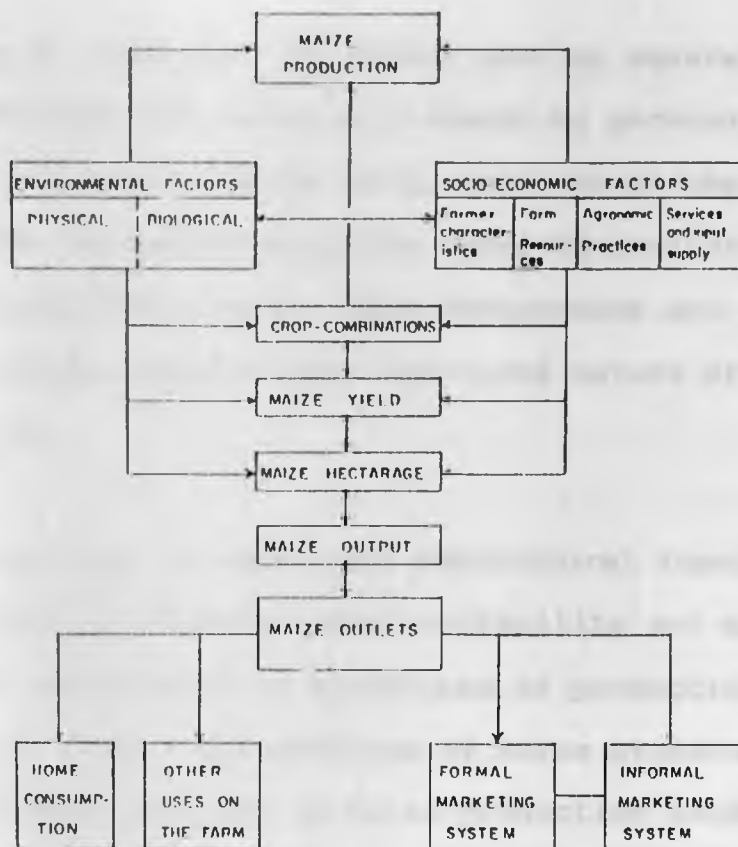 MAIZE
PRODUCTION
ENVIRONMENTAL FACTORS
PHYSICAL
BIOLOGICAL
SOCIO-ECONOMIC FACTORS
Farmer
character-
istics
Farm
Resour-
ces
Agronomic
Practices
Services
and input
supply
CROP-COMBINATIONS
MAIZE YIELD
MAIZE HECTARAGE
MAIZE OUTPUT
MAIZE OUTLETS
HOME
CONSUMP-
TION
OTHER
USES ON
THE FARM
FORMAL
MARKETING
SYSTEM
INFORMAL
MARKETING
SYSTEM